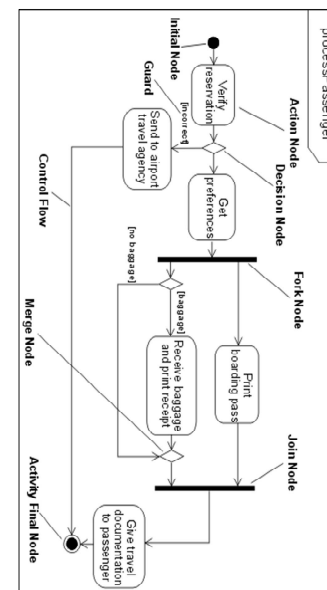 Action Node
Decision Node
Fork Node
Join Node
Initial Node
Verify
reservation
Get
preferences
Print
boarding pass
Guard
[incorrect]
[baggage]
Receive baggage
and print receipt
Send to airport
travel agency
[no baggage]
Give travel
documentation
to passenger
Control Flow
Merge Node
Activity Final Node